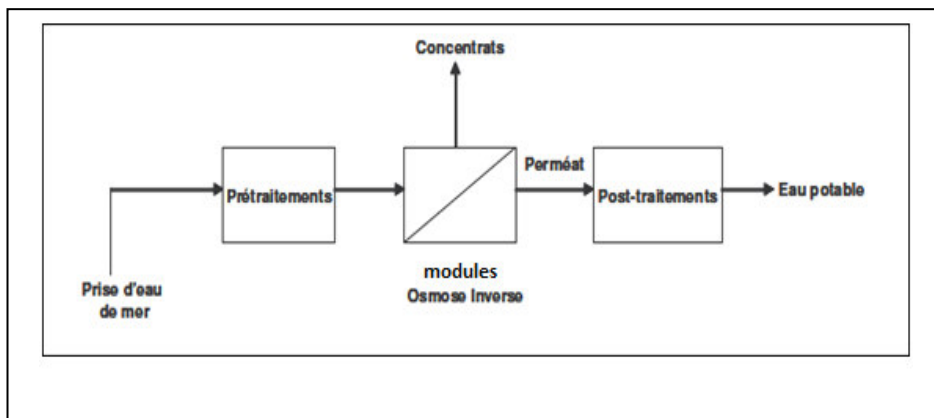 Concentrats
Perméat
Prétraitements
Post-traitements
Eau potable
modules
Osmose Inverse
Prise d'eau
de mer